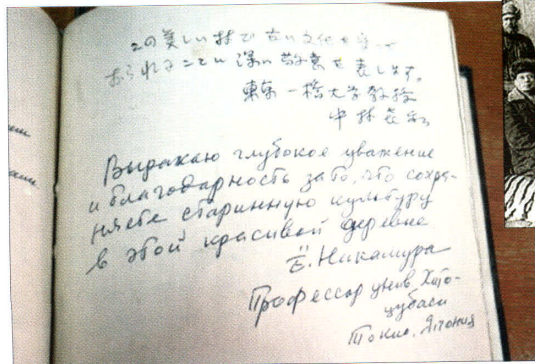 この美しい村で古い文化を守って
おられることに深い敬意を表します。
東京 一橋大学教授
中村喜和
Выражаю глубокое уважение
и благодарность за то, что сохра-
няете старинную культуру
в этой красивой деревне
Ё. Накамура
Профессор унив. Хито-
цубаси
Токио, Япония